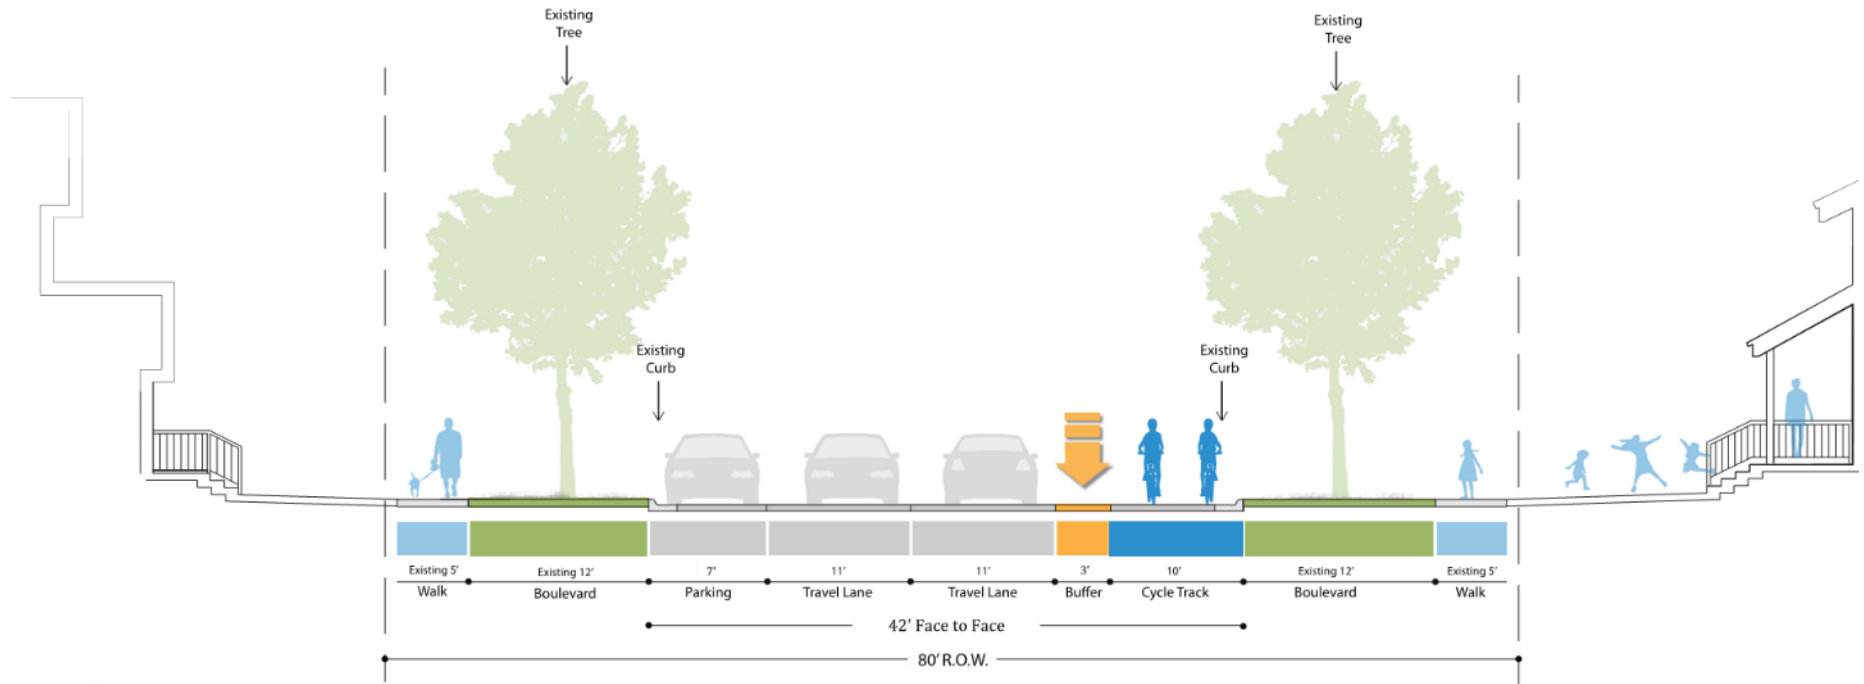 Existing
Tree
Existing
Tree
Existing
Curb
Existing
Curb
Existing 5'
Existing 12'
7'
11'
11'
3'
10'
Existing 12'
Existing 5'
Walk
Boulevard
Parking
Travel Lane
Travel Lane
Buffer
Cycle Track
Boulevard
Walk
42' Face to Face
80' R.O.W.